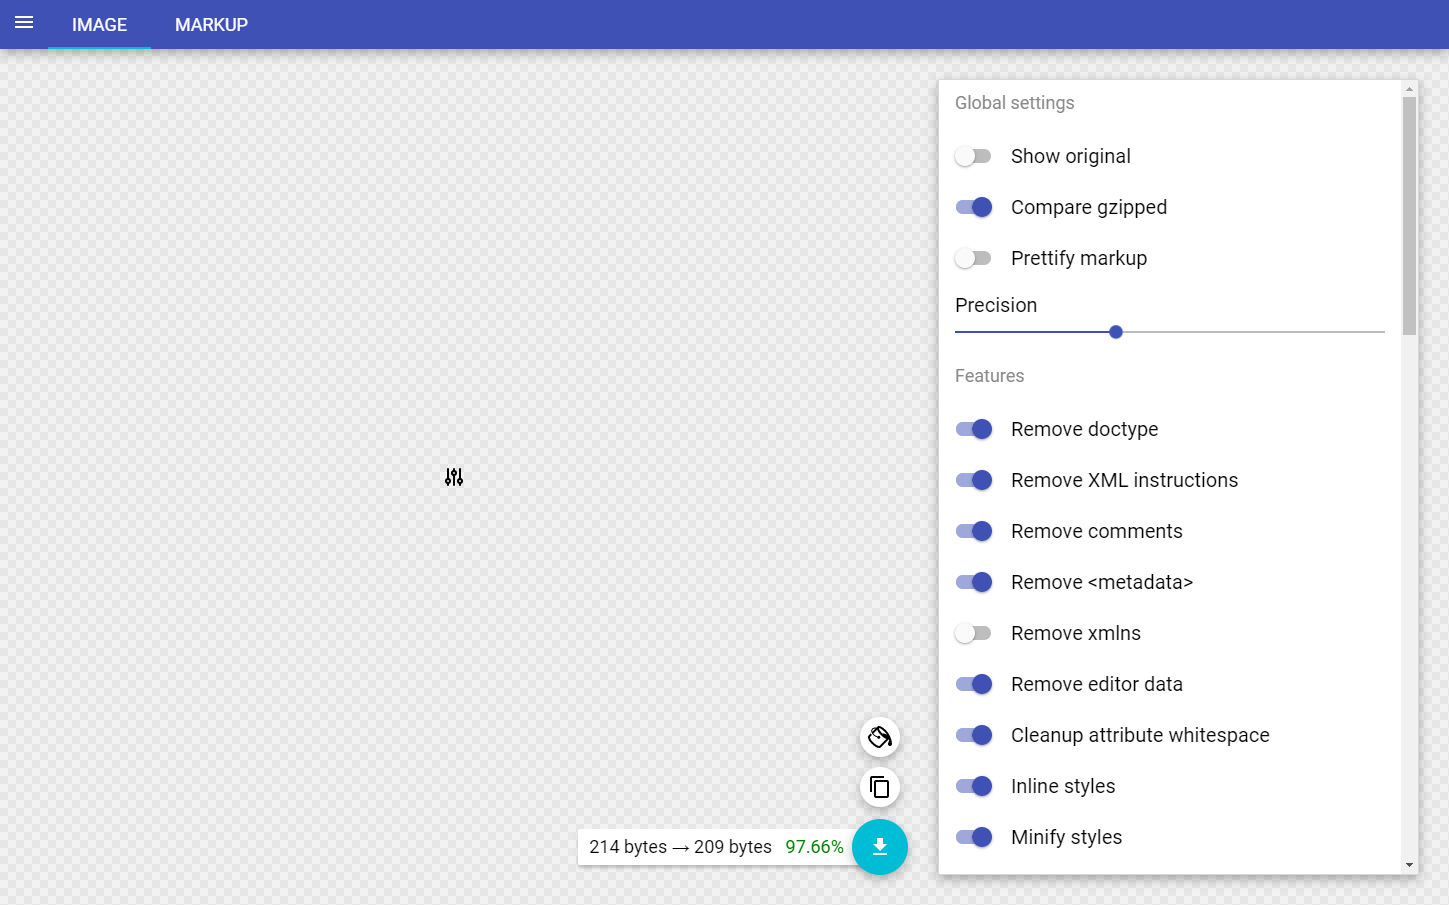 IMAGE MARKUP
Global settings
Show original
Compare gzipped
Prettify markup
Precision
Features
Remove doctype
Remove XML instructions
Remove comments
Remove <metadata>
Remove xmlns
Remove editor data
Cleanup attribute whitespace
Inline styles
Minify styles
214 bytes → 209 bytes 97.66%